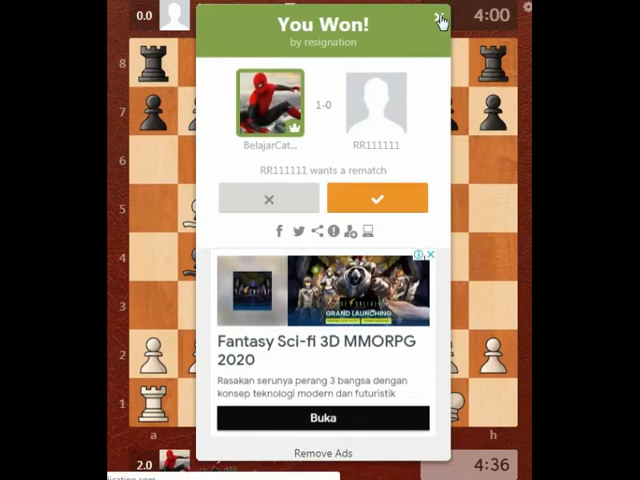 0.0
You Won!
4:00
by resignation
1-0
BelajarCat...
RR111111
RR111111 wants a rematch
GRAND LAUNCHING
Fantasy Sci-fi 3D MMORPG
2020
Rasakan serunya perang 3 bangsa dengan
konsep teknologi modern dan futuristik
Buka
Remove Ads
8
7
6
5
4
3
2
1
a
h
2.0
4:36